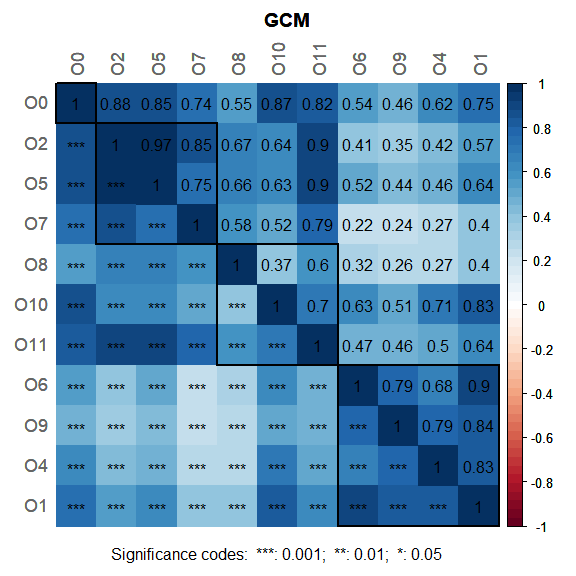 GCM
O0 O2 O5 O7 O8 O10 O11 O6 O9 O4 O1
O0 1 0.88 0.85 0.74 0.55 0.87 0.82 0.54 0.46 0.62 0.75 1
O2 *** 1 0.97 0.85 0.67 0.64 0.9 0.41 0.35 0.42 0.57 0.8
O5 *** *** 1 0.75 0.66 0.63 0.9 0.52 0.44 0.46 0.64 0.6
O7 *** *** *** 1 0.58 0.52 0.79 0.22 0.24 0.27 0.4 0.4
O8 *** *** *** *** 1 0.37 0.6 0.32 0.26 0.27 0.4 0.2
O10 *** *** *** *** *** 1 0.7 0.63 0.51 0.71 0.83 0
O11 *** *** *** *** *** *** 1 0.47 0.46 0.5 0.64 -0.2
O6 *** *** *** *** *** *** *** 1 0.79 0.68 0.9 -0.4
O9 *** *** *** *** *** *** *** *** 1 0.79 0.84 -0.6
O4 *** *** *** *** *** *** *** *** *** 1 0.83 -0.8
O1 *** *** *** *** *** *** *** *** *** *** 1 -1
Significance codes: ***: 0.001; **: 0.01; *: 0.05